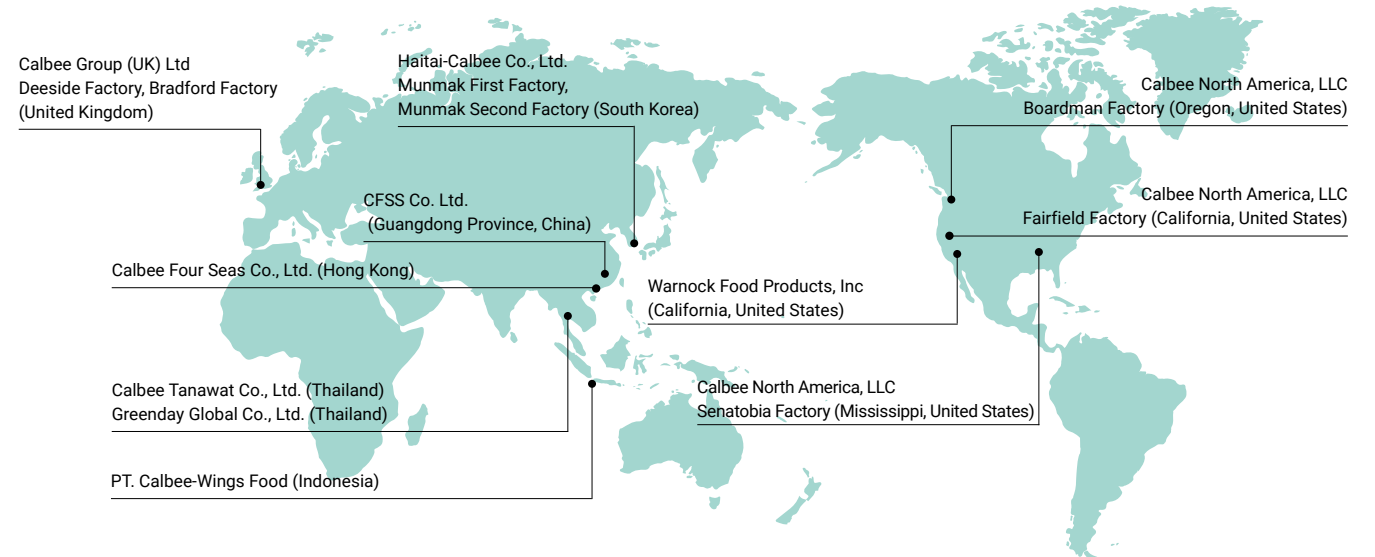 Calbee Group (UK) Ltd
Deeside Factory, Bradford Factory
(United Kingdom)
Haitai-Calbee Co., Ltd.
Munmak First Factory,
Munmak Second Factory (South Korea)
Calbee North America, LLC
Boardman Factory (Oregon, United States)
CFSS Co. Ltd.
(Guangdong Province, China)
Calbee North America, LLC
Fairfield Factory (California, United States)
Calbee Four Seas Co., Ltd. (Hong Kong)
Warnock Food Products, Inc
(California, United States)
Calbee Tanawat Co., Ltd. (Thailand)
Greenday Global Co., Ltd. (Thailand)
Calbee North America, LLC
Senatobia Factory (Mississippi, United States)
PT. Calbee-Wings Food (Indonesia)